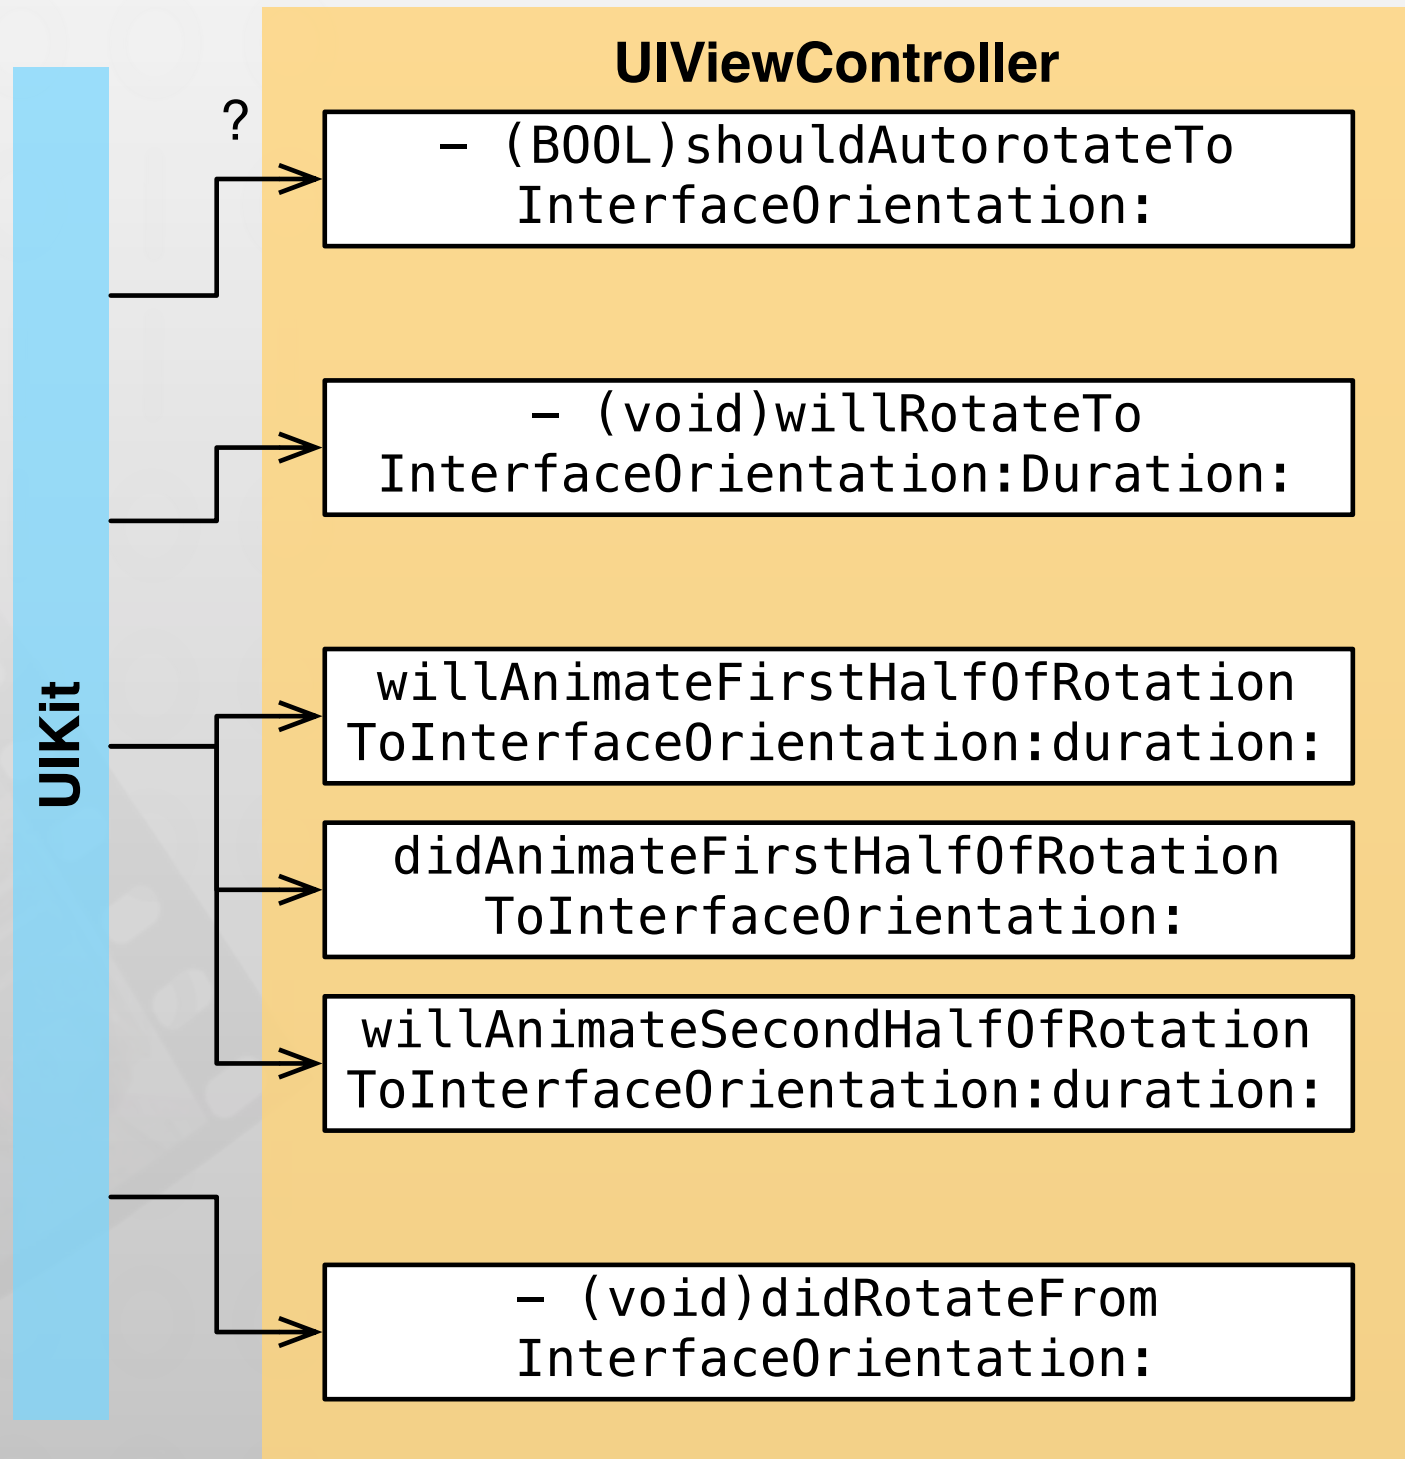 UIViewController
?
– (BOOL)shouldAutorotateTo
InterfaceOrientation:
– (void)willRotateTo
InterfaceOrientation:Duration:
UIKit
willAnimateFirstHalfOfRotation
ToInterfaceOrientation:duration:
didAnimateFirstHalfOfRotation
ToInterfaceOrientation:
willAnimateSecondHalfOfRotation
ToInterfaceOrientation:duration:
– (void)didRotateFrom
InterfaceOrientation: